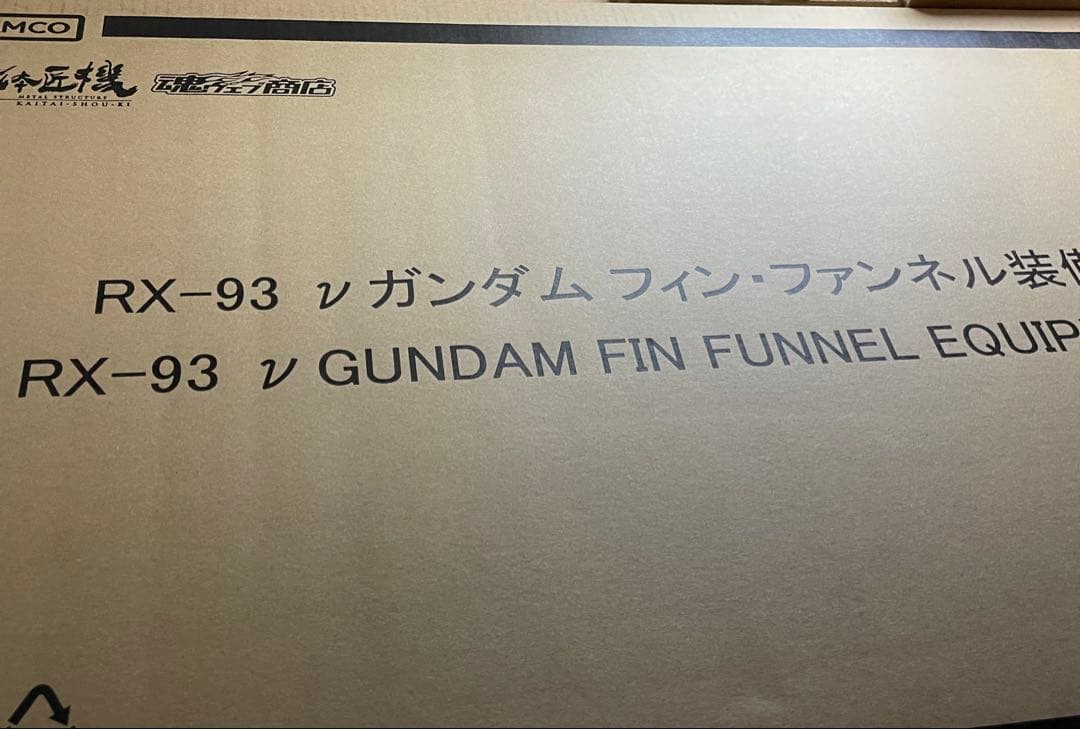 MCO
体匠機 魂ウェブ商店
METAL STRUCTURE
KAITAI-SHOU-KI
RX-93 ν ガンダム フィン・ファンネル装備
RX-93 ν GUNDAM FIN FUNNEL EQUIP